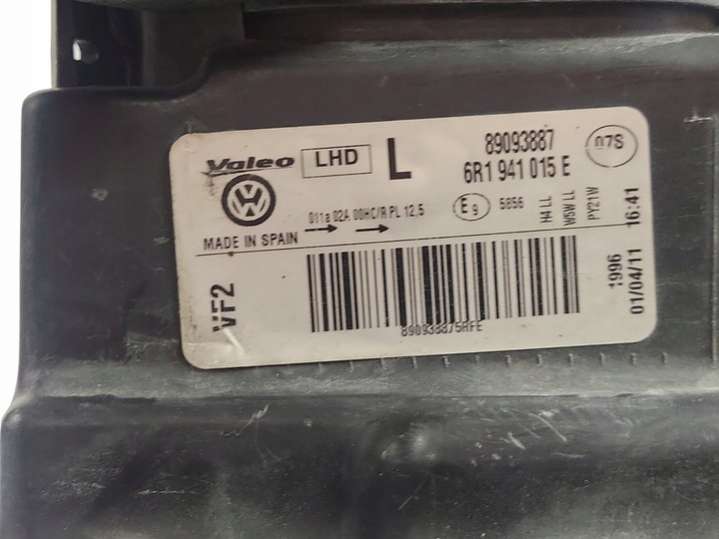 Valeo LHD L 89093887
6R1 941 015 E
07S
011a 02A 00HC/R PL 12,5
E9 5856
H4 LL
W5W LL
PY21W
MADE IN SPAIN
VF2
890938875RFE
1996
01/04/11 16:41